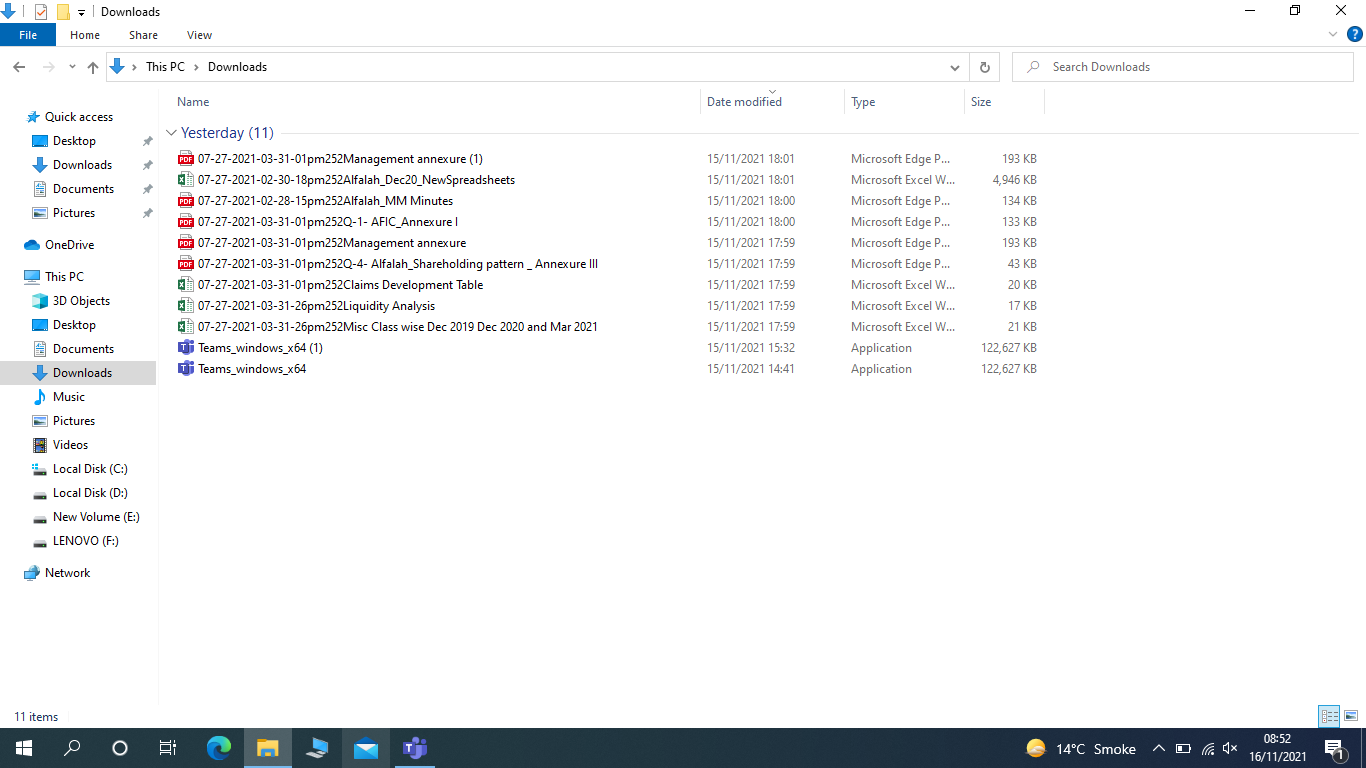 Downloads
File Home Share View
This PC Downloads
Search Downloads
Name Date modified Type Size
Quick access
Desktop
Downloads
Documents
Pictures
OneDrive
This PC
3D Objects
Desktop
Documents
Downloads
Music
Pictures
Videos
Local Disk (C:)
Local Disk (D:)
New Volume (E:)
LENOVO (F:)
Network
Yesterday (11)
07-27-2021-03-31-01pm252Management annexure (1) 15/11/2021 18:01 Microsoft Edge P... 193 KB
07-27-2021-02-30-18pm252Alfalah_Dec20_NewSpreadsheets 15/11/2021 18:01 Microsoft Excel W... 4,946 KB
07-27-2021-02-28-15pm252Alfalah_MM Minutes 15/11/2021 18:00 Microsoft Edge P... 134 KB
07-27-2021-03-31-01pm252Q-1- AFIC_Annexure I 15/11/2021 18:00 Microsoft Edge P... 133 KB
07-27-2021-03-31-01pm252Management annexure 15/11/2021 17:59 Microsoft Edge P... 193 KB
07-27-2021-03-31-01pm252Q-4- Alfalah_Shareholding pattern _ Annexure III 15/11/2021 17:59 Microsoft Edge P... 43 KB
07-27-2021-03-31-01pm252Claims Development Table 15/11/2021 17:59 Microsoft Excel W... 20 KB
07-27-2021-03-31-26pm252Liquidity Analysis 15/11/2021 17:59 Microsoft Excel W... 17 KB
07-27-2021-03-31-26pm252Misc Class wise Dec 2019 Dec 2020 and Mar 2021 15/11/2021 17:59 Microsoft Excel W... 21 KB
Teams_windows_x64 (1) 15/11/2021 15:32 Application 122,627 KB
Teams_windows_x64 15/11/2021 14:41 Application 122,627 KB
11 items
14°C Smoke
08:52
16/11/2021
1